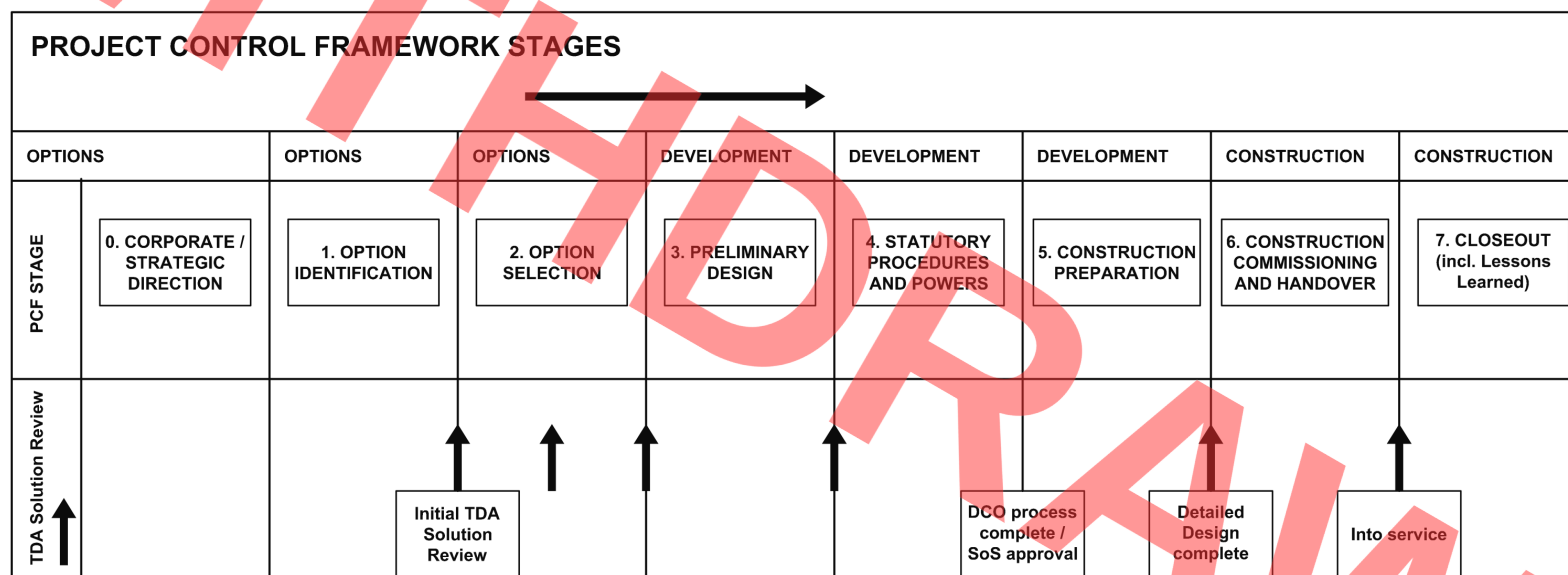 PROJECT CONTROL FRAMEWORK STAGES
OPTIONS
OPTIONS
OPTIONS
DEVELOPMENT
DEVELOPMENT
DEVELOPMENT
CONSTRUCTION
CONSTRUCTION
PCF STAGE
0. CORPORATE /
STRATEGIC
DIRECTION
1. OPTION
IDENTIFICATION
2. OPTION
SELECTION
3. PRELIMINARY
DESIGN
4. STATUTORY
PROCEDURES
AND POWERS
5. CONSTRUCTION
PREPARATION
6. CONSTRUCTION
COMMISSIONING
AND HANDOVER
7. CLOSEOUT
(incl. Lessons
Learned)
TDA Solution Review
Initial TDA
Solution
Review
DCO process
complete /
SoS approval
Detailed
Design
complete
Into service
THDRAW